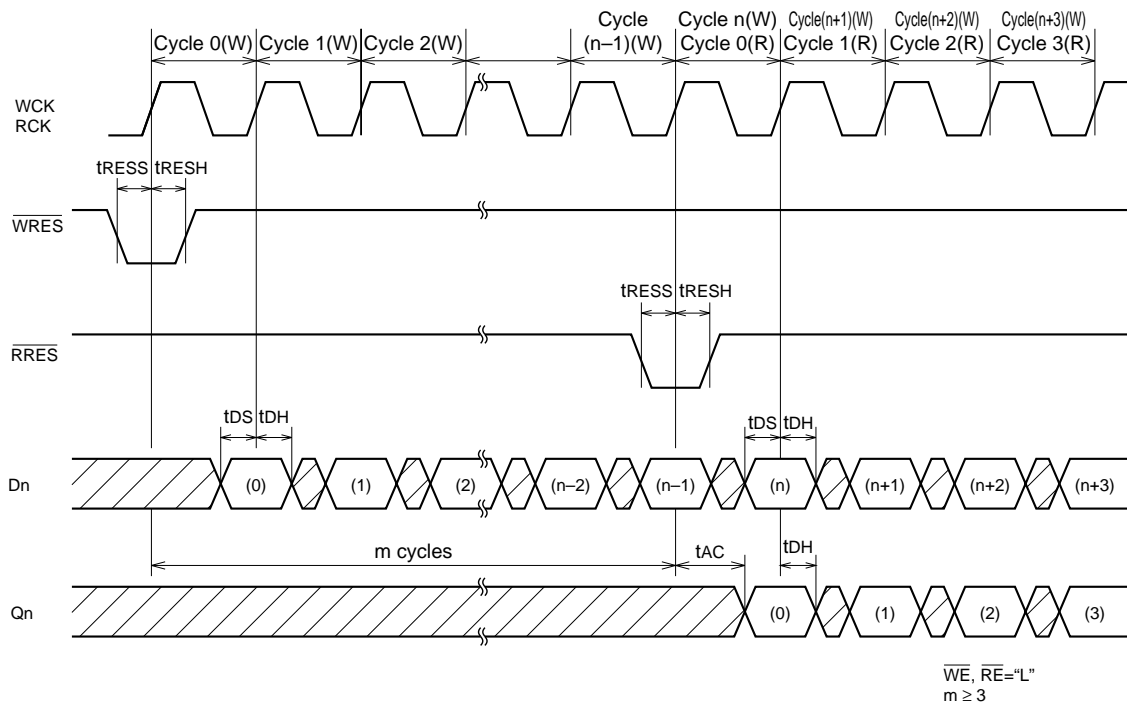 Cycle Cycle n(W) Cycle(n+1)(W) Cycle(n+2)(W) Cycle(n+3)(W)
Cycle 0(W) Cycle 1(W) Cycle 2(W) (n–1)(W) Cycle 0(R) Cycle 1(R) Cycle 2(R) Cycle 3(R)
WCK
RCK
tRESS tRESH
WRES
tRESS tRESH
RRES
tDS tDH tDS tDH
Dn (0) (1) (2) (n–2) (n–1) (n) (n+1) (n+2) (n+3)
m cycles tAC tDH
Qn (0) (1) (2) (3)
WE, RE=“L”
m ≥ 3